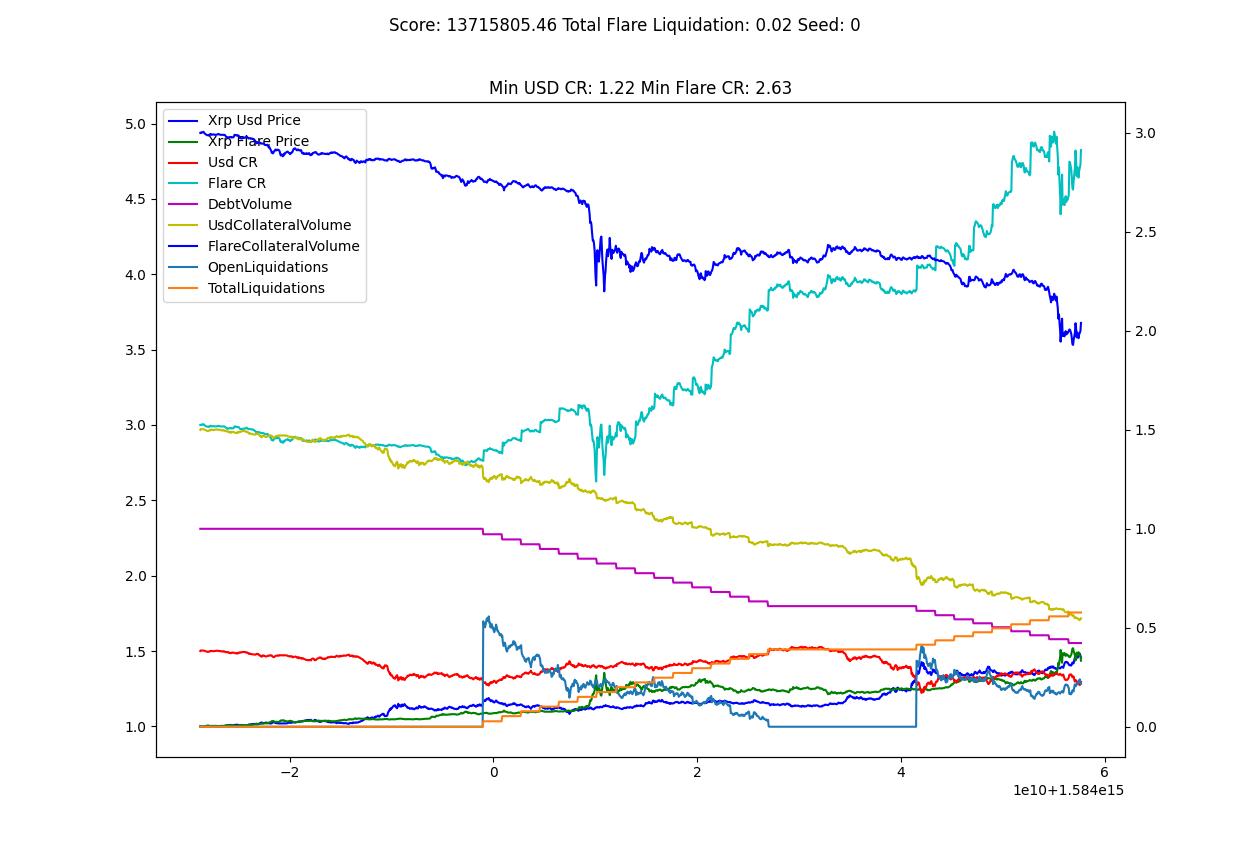 Score: 13715805.46 Total Flare Liquidation: 0.02 Seed: 0
Min USD CR: 1.22 Min Flare CR: 2.63
Xrp Usd Price
Xrp Flare Price
Usd CR
Flare CR
DebtVolume
UsdCollateralVolume
FlareCollateralVolume
OpenLiquidations
TotalLiquidations
5.0
4.5
4.0
3.5
3.0
2.5
2.0
1.5
1.0
3.0
2.5
2.0
1.5
1.0
0.5
0.0
−2
0
2
4
6
1e10+1.584e15